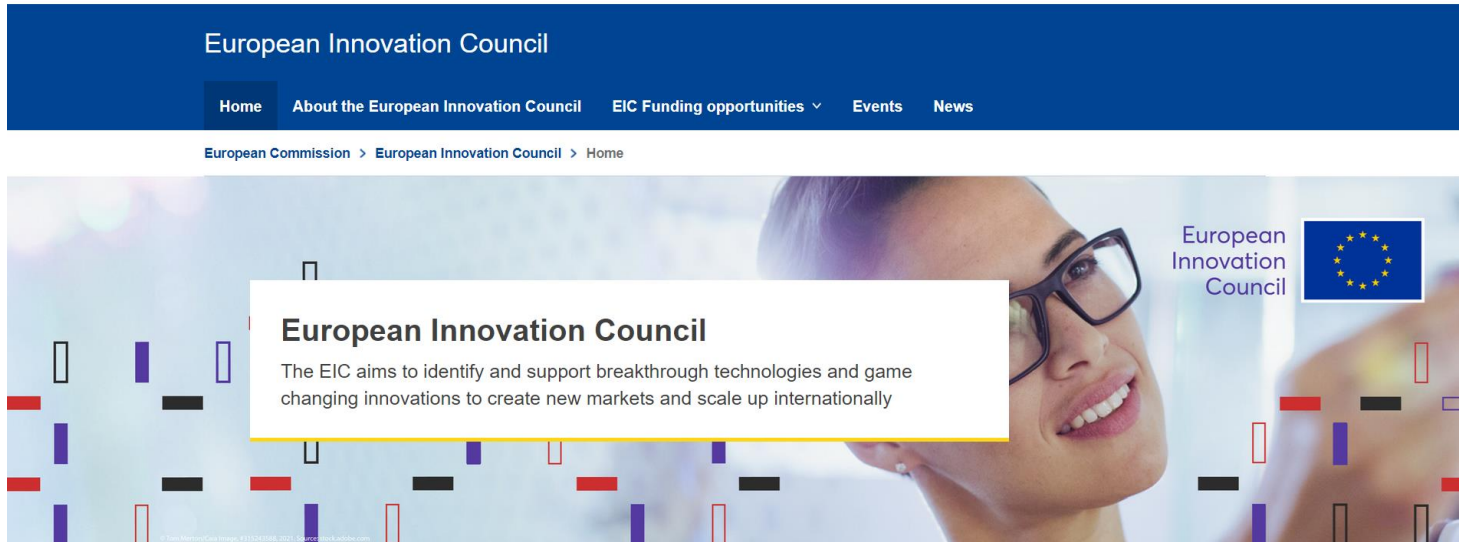 European Innovation Council
Home About the European Innovation Council EIC Funding opportunities Events News
European Commission > European Innovation Council > Home
European
Innovation
Council
European Innovation Council
The EIC aims to identify and support breakthrough technologies and game
changing innovations to create new markets and scale up internationally